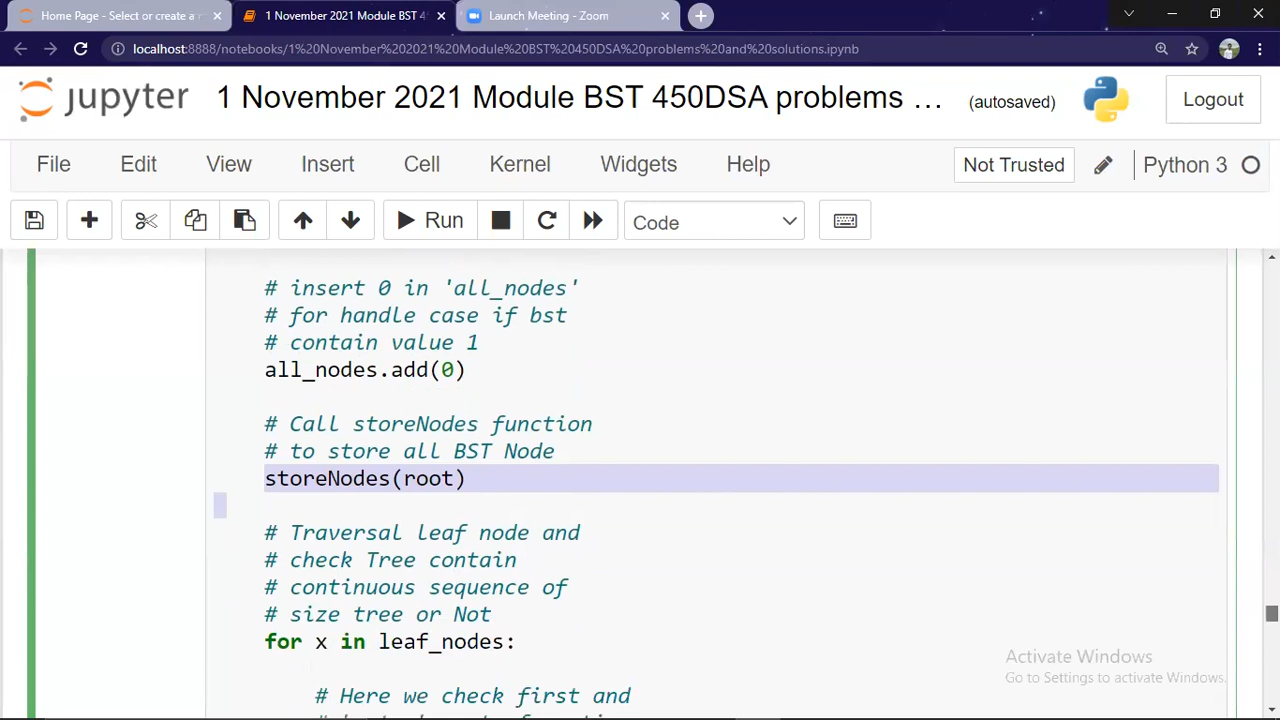 Home Page - Select or create a n
1 November 2021 Module BST 4
Launch Meeting - Zoom
localhost:8888/notebooks/1%20November%202021%20Module%20BST%20450DSA%20problems%20and%20solutions.ipynb
jupyter
1 November 2021 Module BST 450DSA problems …
(autosaved)
Logout
File
Edit
View
Insert
Cell
Kernel
Widgets
Help
Not Trusted
Python 3
Run
Code
# insert 0 in 'all_nodes'
# for handle case if bst
# contain value 1
all_nodes.add(0)
# Call storeNodes function
# to store all BST Node
storeNodes(root)
# Traversal leaf node and
# check Tree contain
# continuous sequence of
# size tree or Not
for x in leaf_nodes:
# Here we check first and
Activate Windows
Go to Settings to activate Windows.